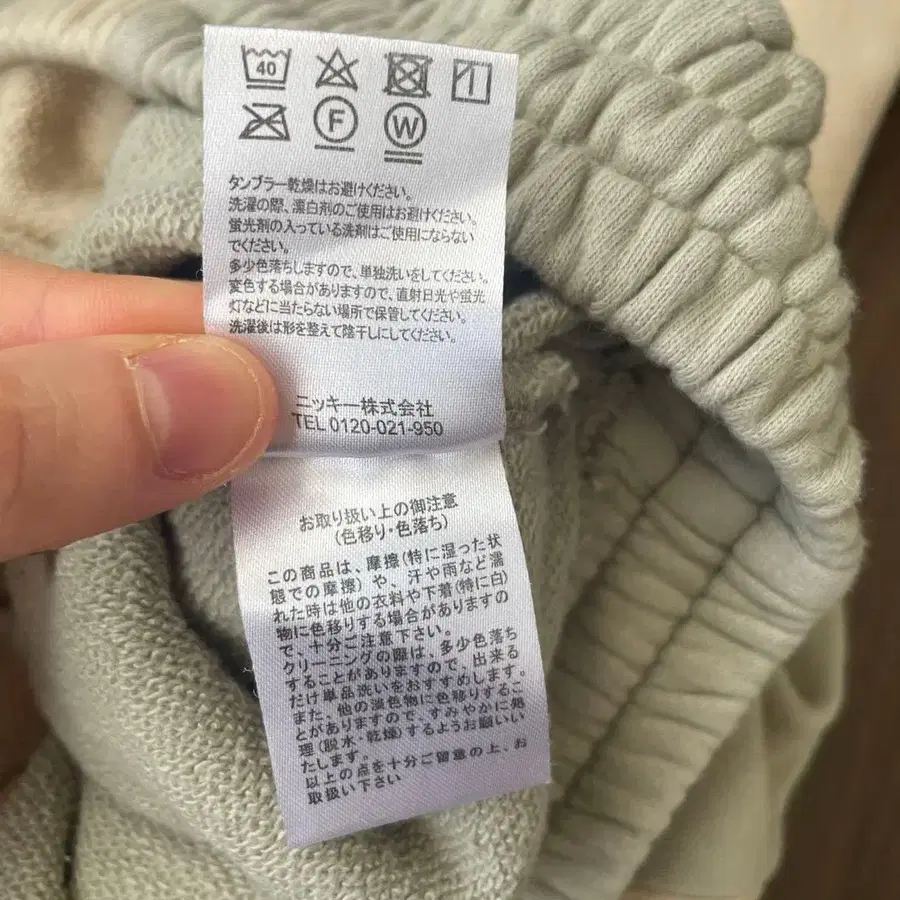 40
F
W
タンブラー乾燥はお避けください。
洗濯の際、漂白剤のご使用はお避けください。
蛍光剤の入っている洗剤はご使用にならない
でください。
多少色落ちしますので、単独洗いをしてください。
変色する場合がありますので、直射日光や蛍光
灯などに当たらない場所で保管してください。
洗濯後は形を整えて陰干しにしてください。
ニッキー株式会社
TEL 0120-021-950
お取り扱い上の御注意
(色移り・色落ち)
この商品は、摩擦(特に湿った状
態での摩擦)や、汗や雨など濡
れた時は他の衣料や下着(特に白)
物に色移りする場合がありますの
で、十分ご注意下さい。
クリーニングの際は、多少色落ち
することがありますので、出来る
だけ単品洗いをおすすめします。
また、他の淡色物に色移りするこ
とがありますので、すみやかに処
理(脱水・乾燥)するようお願いい
たします。
以上の点を十分ご留意の上、お
取扱い下さい